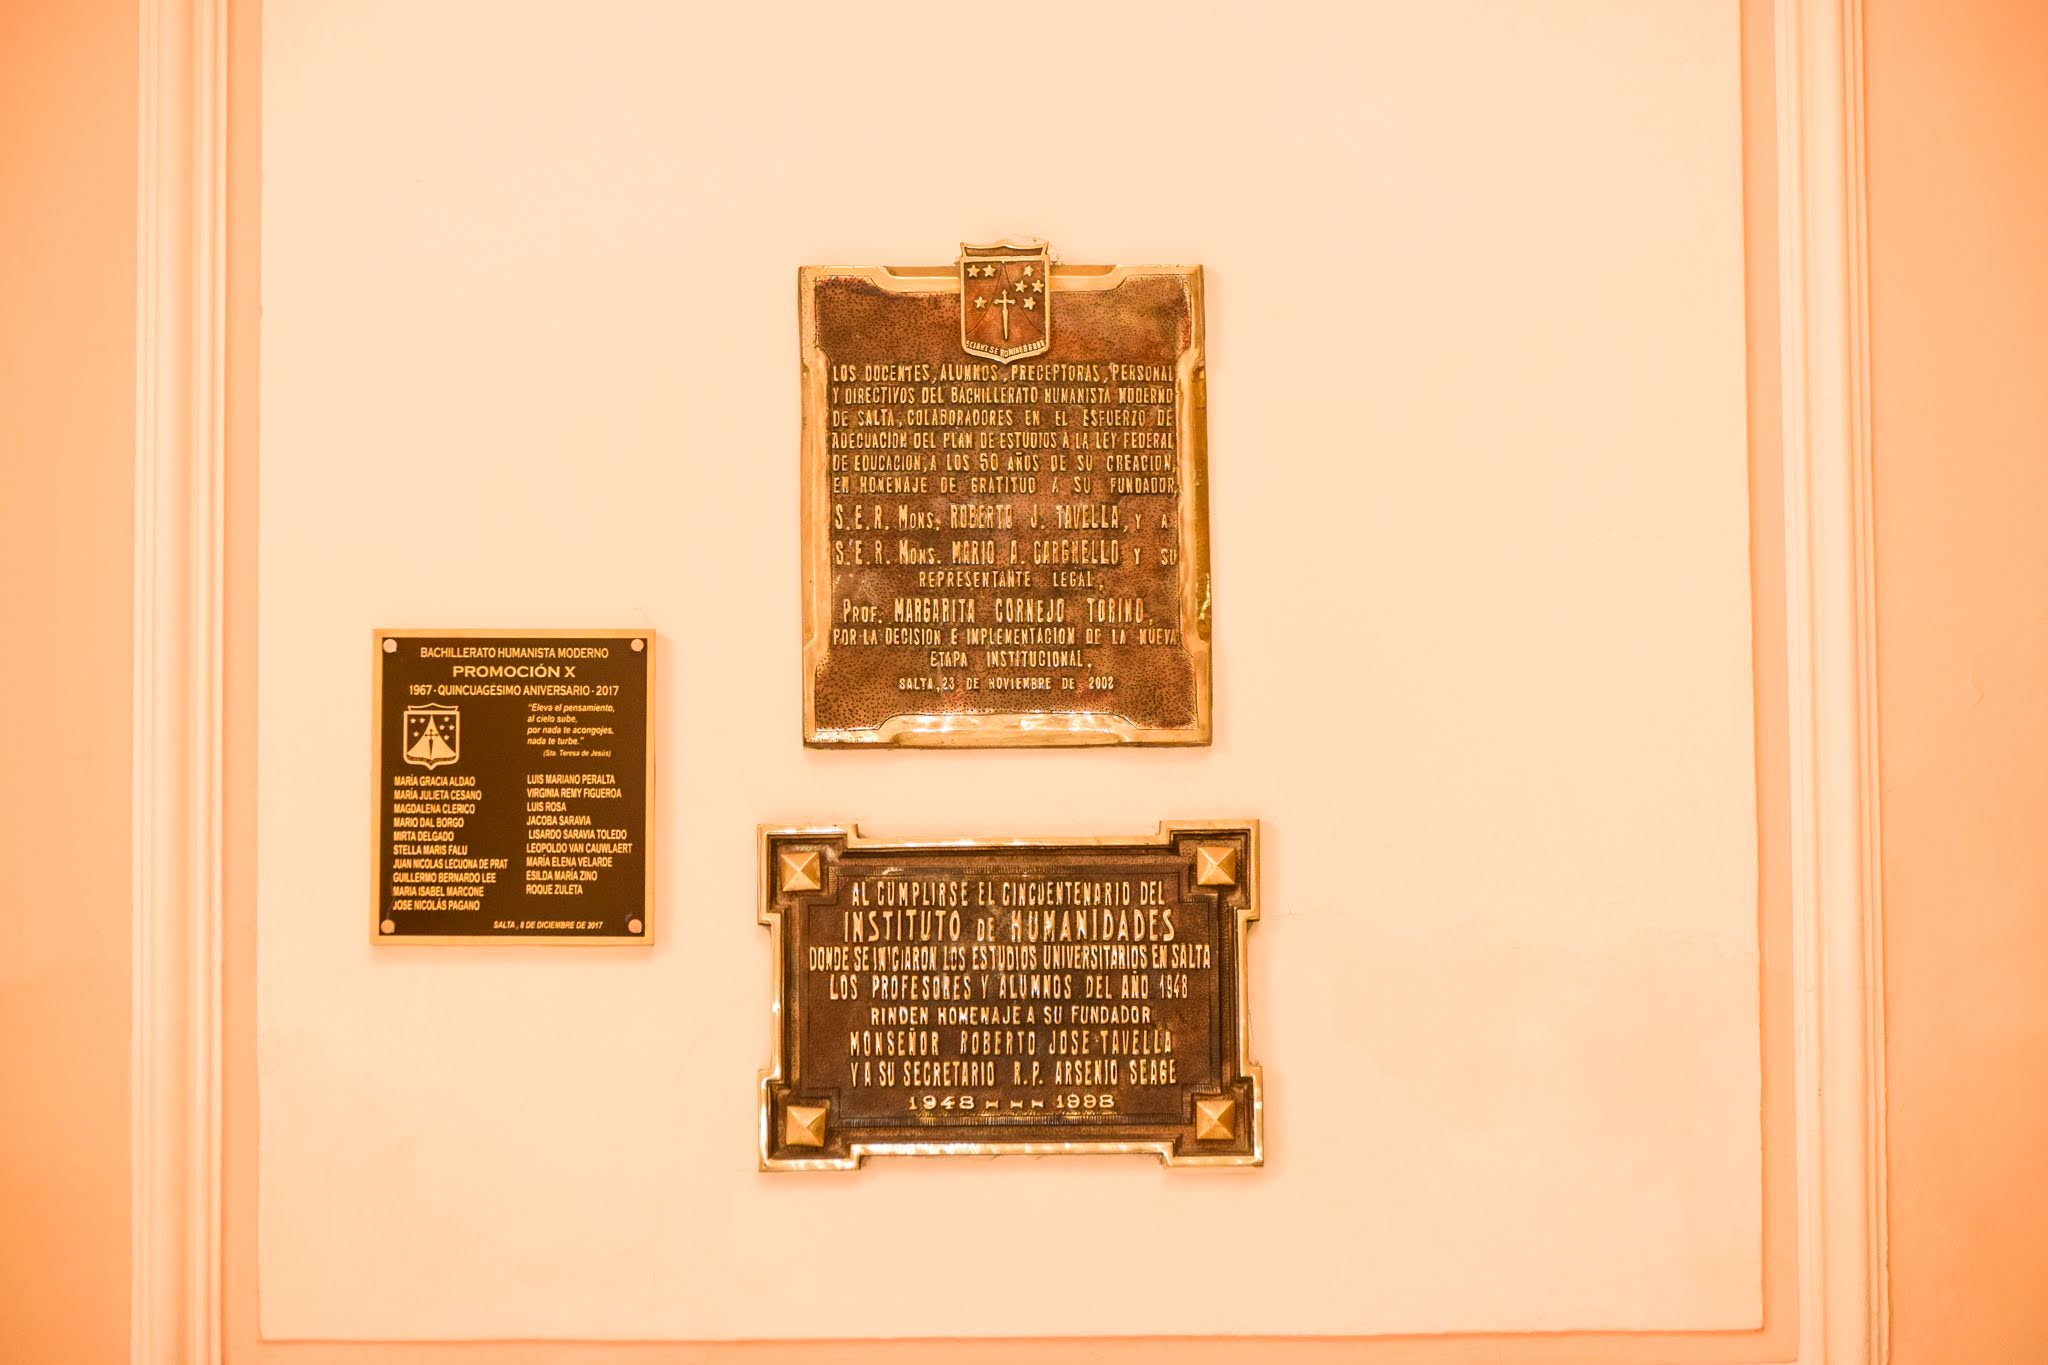 BACHILLERATO HUMANISTA MODERNO
PROMOCIÓN X
1967 - QUINCUAGÉSIMO ANIVERSARIO - 2017
"Eleva el pensamiento,
al cielo sube,
por nada te acongojes,
nada te turbe."
(Sta. Teresa de Jesús)
MARÍA GRACIA ALDAO
MARÍA JULIETA CESANO
MAGDALENA CLERICO
MARIO DAL BORGO
MIRTA DELGADO
STELLA MARIS FALU
JUAN NICOLAS LECUONA DE PRAT
GUILLERMO BERNARDO LEE
MARIA ISABEL MARCONE
JOSE NICOLÁS PAGANO
LUIS MARIANO PERALTA
VIRGINIA REMY FIGUEROA
LUIS ROSA
JACOBA SARAVIA
LISARDO SARAVIA TOLEDO
LEOPOLDO VAN CAUWLAERT
MARÍA ELENA VELARDE
ESILDA MARÍA ZINO
ROQUE ZULETA
SALTA, 8 DE DICIEMBRE DE 2017
LOS DOCENTES, ALUMNOS, PRECEPTORAS, PERSONAL
Y DIRECTIVOS DEL BACHILLERATO HUMANISTA MODERNO
DE SALTA, COLABORADORES EN EL ESFUERZO DE
ADECUACION DEL PLAN DE ESTUDIOS A LA LEY FEDERAL
DE EDUCACION, A LOS 50 AÑOS DE SU CREACION,
EN HOMENAJE DE GRATITUD A SU FUNDADOR,
S.E.R. MONS. ROBERTO J. TAVELLA, Y A
S.E.R. MONS. MARIO A. CARGNELLO Y SU
REPRESENTANTE LEGAL,
PROF. MARGARITA CORNEJO TORINO,
POR LA DECISION E IMPLEMENTACION DE LA NUEVA
ETAPA INSTITUCIONAL.
SALTA, 23 DE NOVIEMBRE DE 2002
AL CUMPLIRSE EL CINCUENTENARIO DEL
INSTITUTO DE HUMANIDADES
DONDE SE INICIARON LOS ESTUDIOS UNIVERSITARIOS EN SALTA
LOS PROFESORES Y ALUMNOS DEL AÑO 1948
RINDEN HOMENAJE A SU FUNDADOR
MONSEÑOR ROBERTO JOSE TAVELLA
Y A SU SECRETARIO R.P. ARSENIO SEAGE
1948 - - - 1998